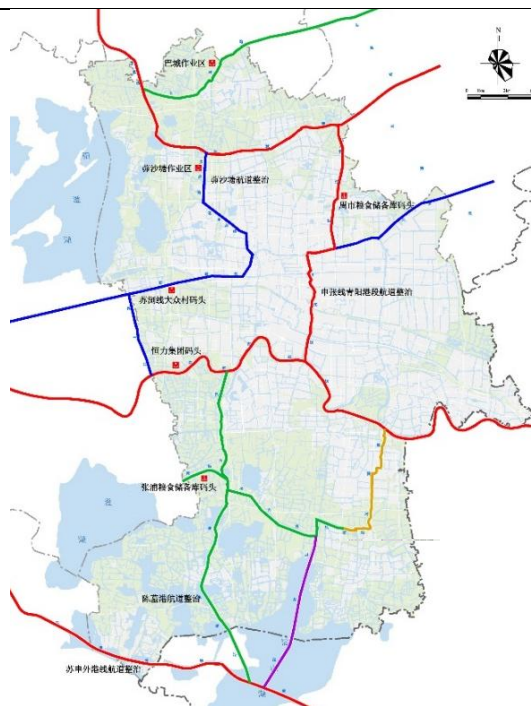 巴城作业区
N
茆沙塘作业区
茆沙塘航道整治
周市粮食储备库码头
苏浏线大众村码头
申张线青阳港段航道整治
恒力集团码头
张浦粮食储备库码头
陈墓港航道整治
苏申外港线航道整治
湖